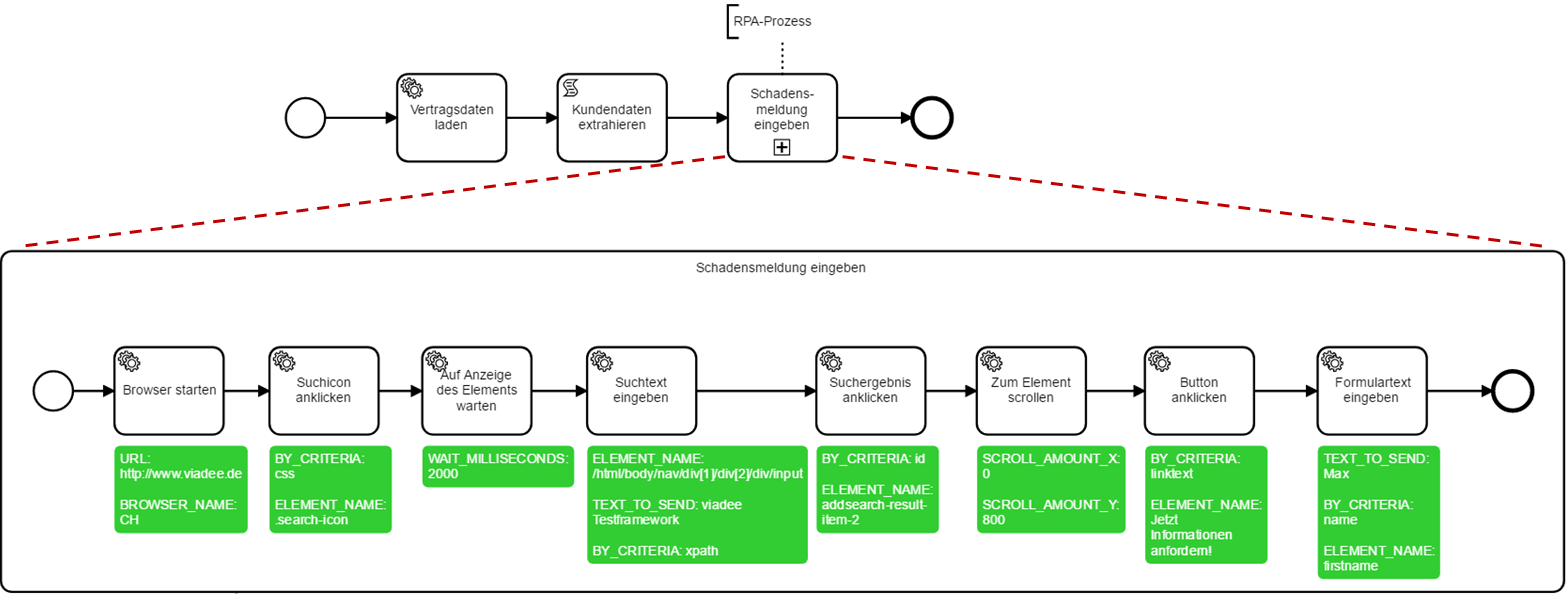 RPA-Prozess
Vertragsdaten
laden
Kundendaten
extrahieren
Schadens-
meldung
eingeben
Schadensmeldung eingeben
Browser starten
Suchicon
anklicken
Auf Anzeige
des Elements
warten
Suchtext
eingeben
Suchergebnis
anklicken
Zum Element
scrollen
Button
anklicken
Formulartext
eingeben
URL:
http://www.viadee.de
BROWSER_NAME:
CH
BY_CRITERIA:
css
ELEMENT_NAME:
.search-icon
WAIT_MILLISECONDS:
2000
ELEMENT_NAME:
/html/body/nav/div[1]/div[2]/div/input
TEXT_TO_SEND: viadee
Testframework
BY_CRITERIA: xpath
BY_CRITERIA: id
ELEMENT_NAME:
addsearch-result-
item-2
SCROLL_AMOUNT_X:
0
SCROLL_AMOUNT_Y:
800
BY_CRITERIA:
linktext
ELEMENT_NAME:
Jetzt
Informationen
anfordern!
TEXT_TO_SEND:
Max
BY_CRITERIA:
name
ELEMENT_NAME:
firstname